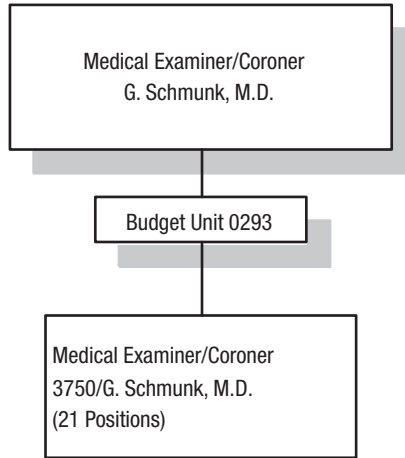 Medical Examiner/Coroner
G. Schmunk, M.D.
Budget Unit 0293
Medical Examiner/Coroner
3750/G. Schmunk, M.D.
(21 Positions)